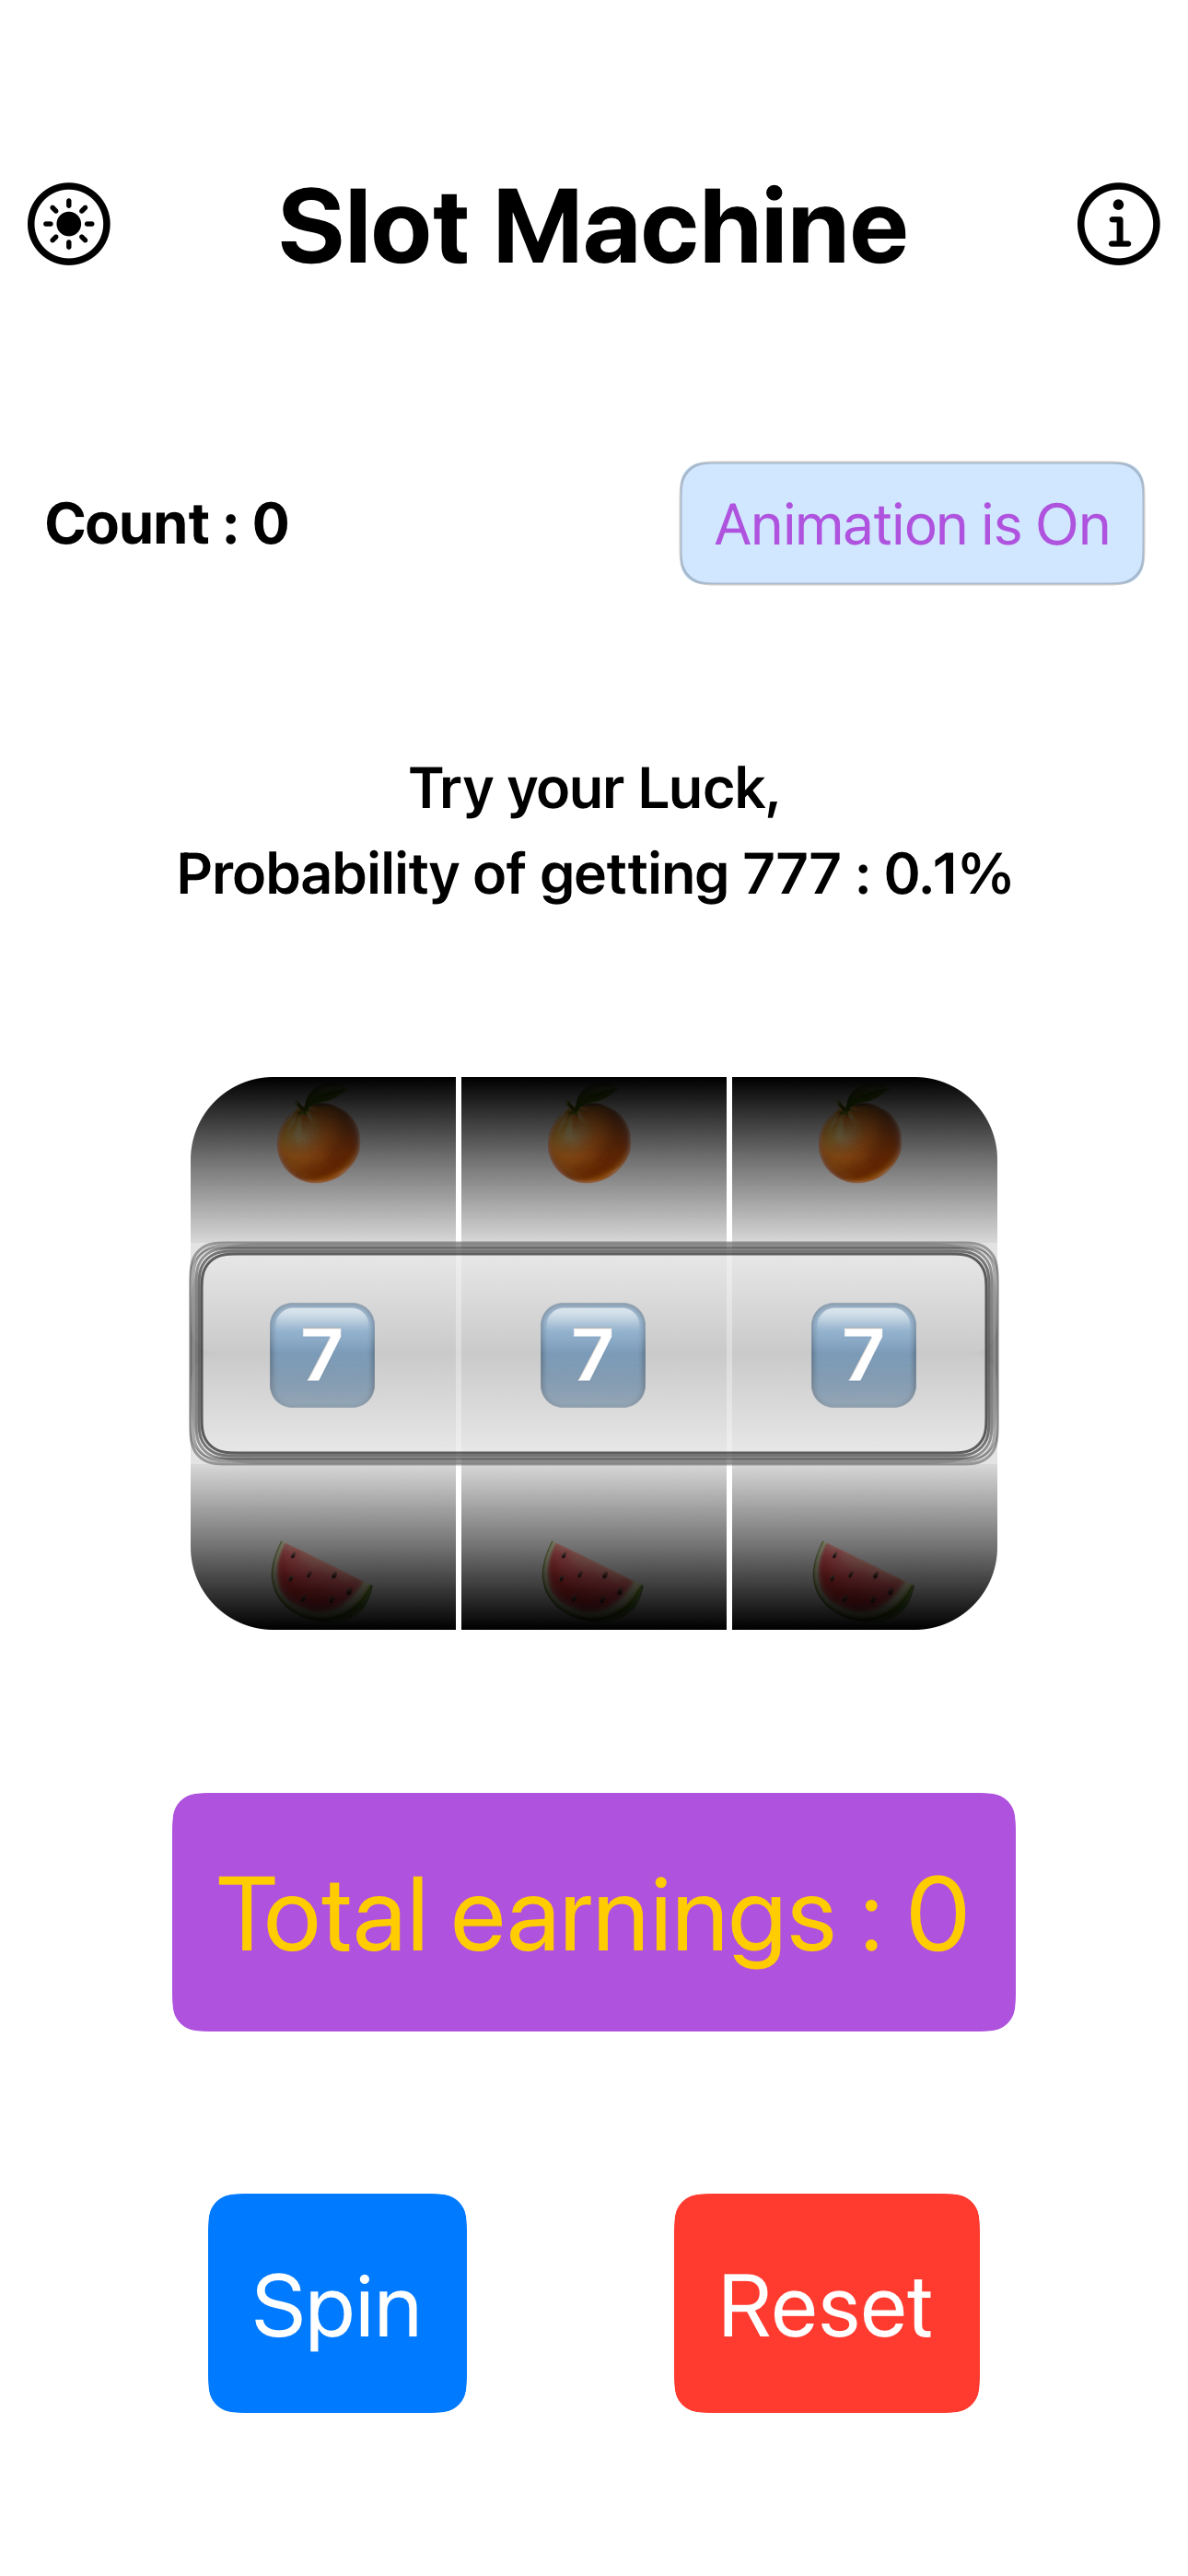 Slot Machine
Count : 0
Animation is On
Try your Luck,
Probability of getting 777 : 0.1%
7 7 7
Total earnings : 0
Spin
Reset